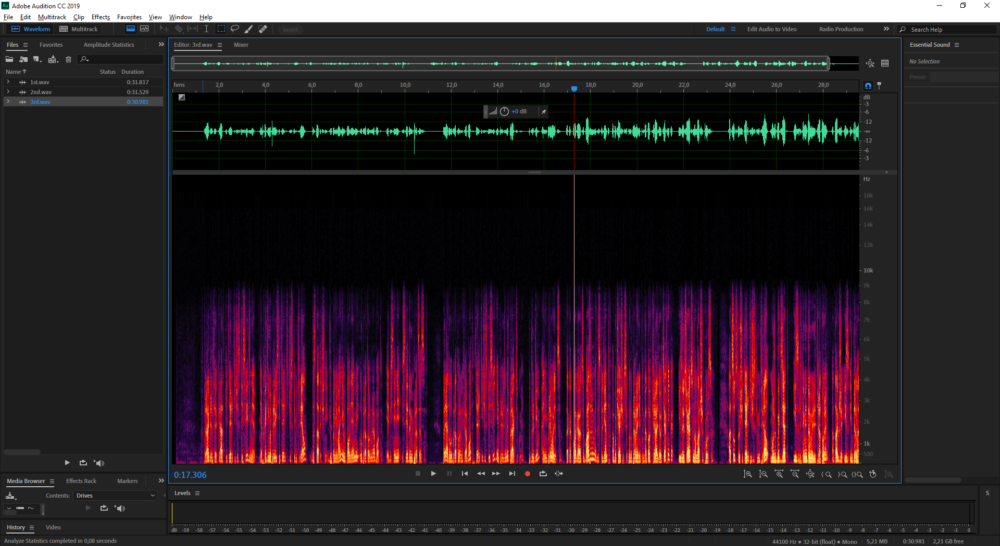 Au Adobe Audition CC 2019
File Edit Multitrack Clip Effects Favorites View Window Help
Waveform Multitrack Invert Default Edit Audio to Video Radio Production Search Help
Files Favorites Amplitude Statistics
Name Status Duration
1st.wav 0:31.817
2nd.wav 0:31.529
3rd.wav 0:30.981
Editor: 3rd.wav Mixer
hms 2,0 4,0 6,0 8,0 10,0 12,0 14,0 16,0 18,0 20,0 22,0 24,0 26,0 28,0
+0 dB
dB
-3
-6
-12
-∞
-12
-6
-3
Hz
18k
16k
14k
12k
10k
9k
8k
7k
6k
5k
4k
3k
2k
1k
500
0:17.306
Essential Sound
No Selection
Preset:
Media Browser Effects Rack Markers
Contents: Drives
History Video
Levels
S
dB -59 -58 -57 -56 -55 -54 -53 -52 -51 -50 -49 -48 -47 -46 -45 -44 -43 -42 -41 -40 -39 -38 -37 -36 -35 -34 -33 -32 -31 -30 -29 -28 -27 -26 -25 -24 -23 -22 -21 -20 -19 -18 -17 -16 -15 -14 -13 -12 -11 -10 -9 -8 -7 -6 -5 -4 -3 -2 -1 0
Analyze Statistics completed in 0,08 seconds
44100 Hz ● 32-bit (float) ● Mono 5,21 MB 0:30.981 2,21 GB free